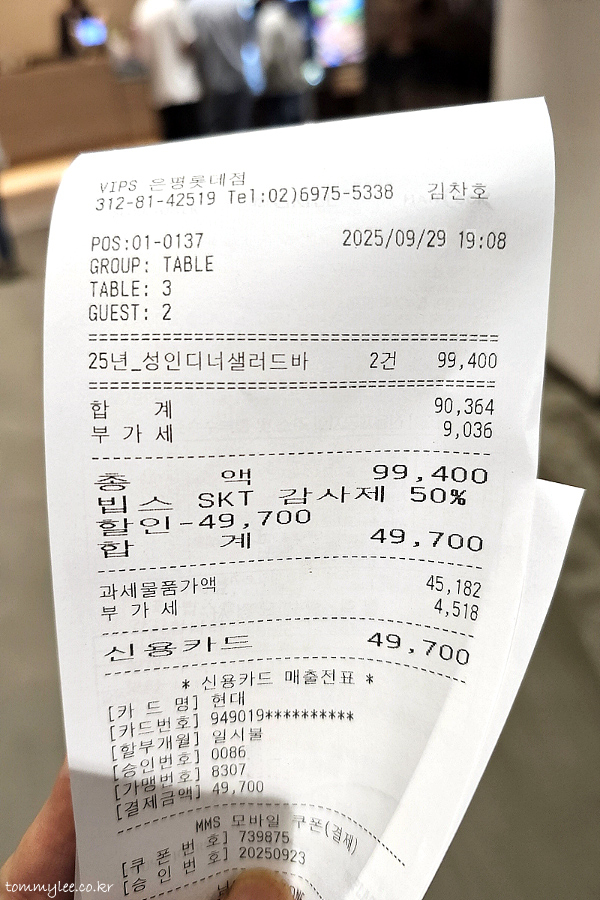 VIPS 은평롯데점
312-81-42519 Tel:02)6975-5338 김찬호
POS:01-0137 2025/09/29 19:08
GROUP: TABLE
TABLE: 3
GUEST: 2
25년_성인디너샐러드바 2건 99,400
합 계 90,364
부 가 세 9,036
총 액 99,400
빕스 SKT 감사제 50%
할인-49,700
합 계 49,700
과세물품가액 45,182
부 가 세 4,518
신용카드 49,700
* 신용카드 매출전표 *
[카 드 명] 현대
[카드번호] 949019**********
[할부개월] 일시불
[승인번호] 0086
[가맹번호] 8307
[결제금액] 49,700
MMS 모바일 쿠폰(결제)
[쿠 폰 번 호] 739875
[승 인 번 호] 20250923
tommylee.co.kr